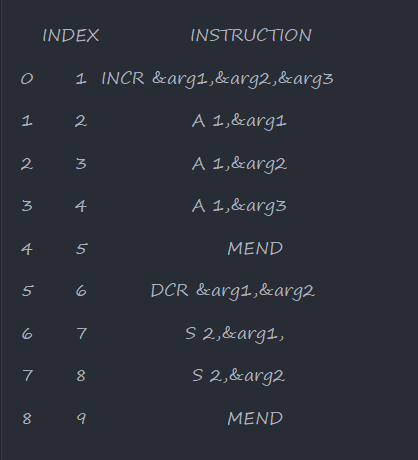 INDEX INSTRUCTION
0 1 INCR &arg1,&arg2,&arg3
1 2 A 1,&arg1
2 3 A 1,&arg2
3 4 A 1,&arg3
4 5 MEND
5 6 DCR &arg1,&arg2
6 7 S 2,&arg1,
7 8 S 2,&arg2
8 9 MEND